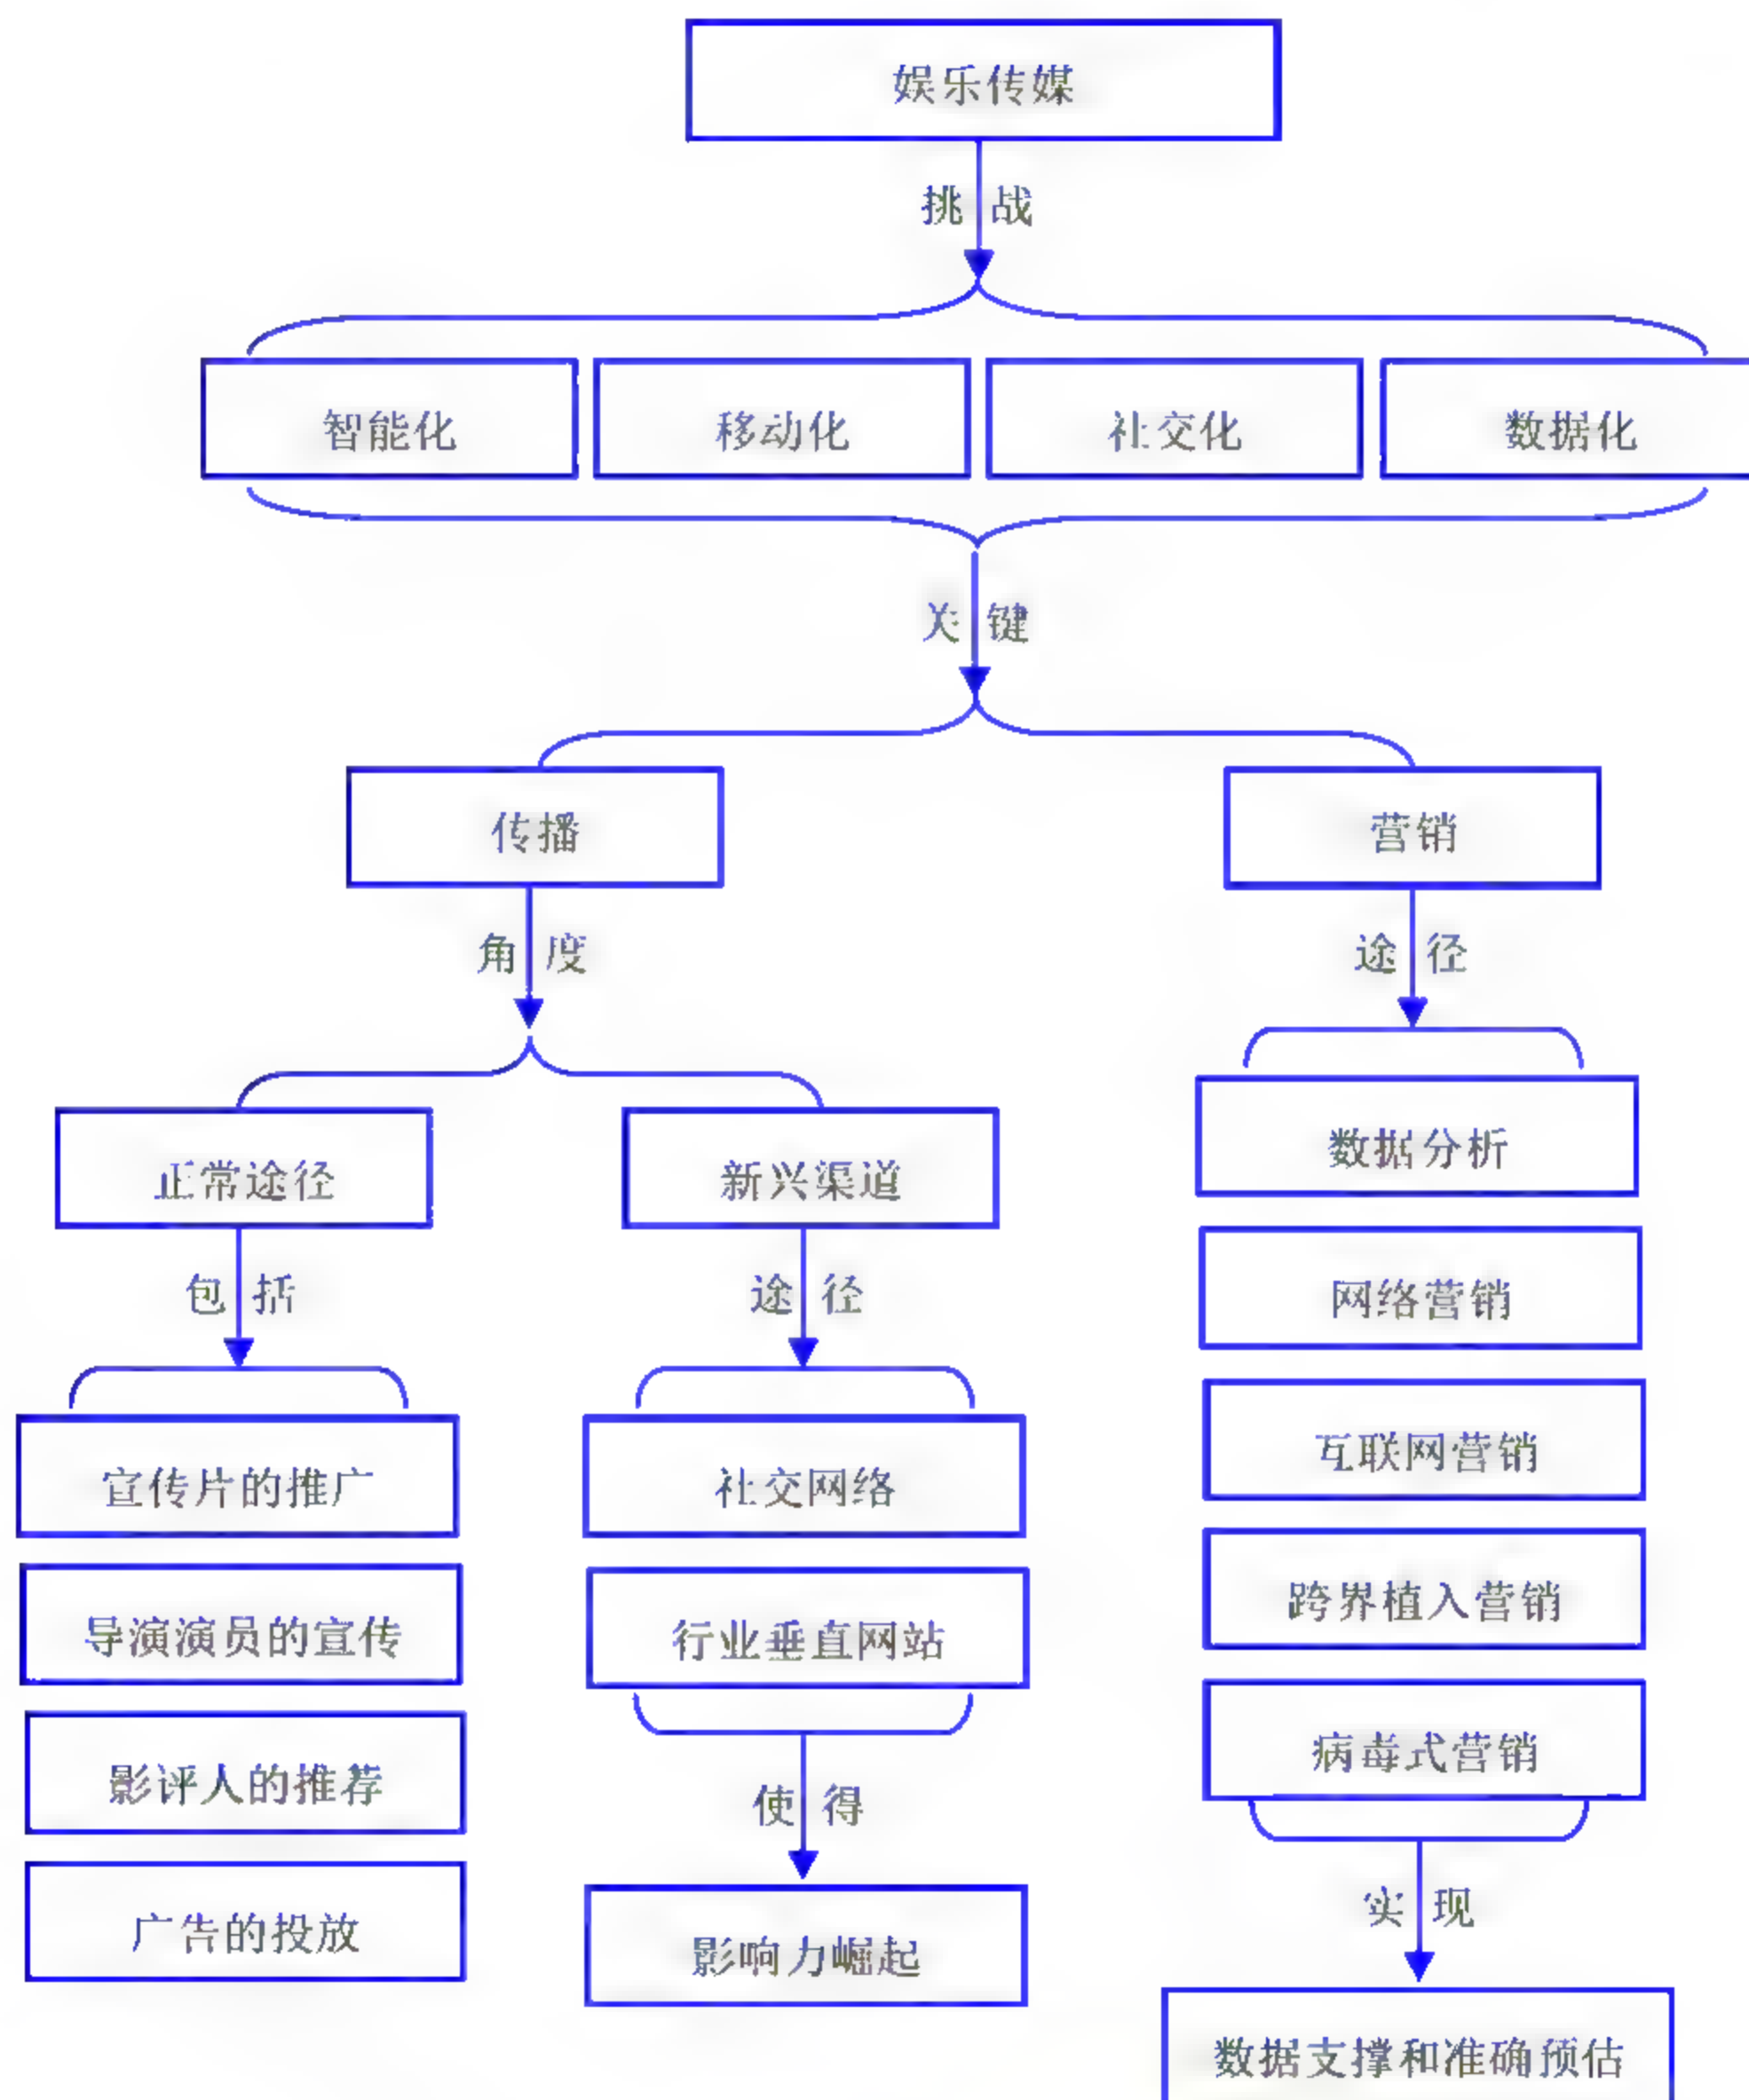 娱乐传媒
挑战
智能化 移动化 社交化 数据化
关键
传播 营销
角度 途径
正常途径 新兴渠道 数据分析
包括 途径 网络营销
互联网营销
宣传片的推广 社交网络
跨界植入营销
导演演员的宣传 行业垂直网站
病毒式营销
影评人的推荐 使得
实现
广告的投放 影响力崛起
数据支撑和准确预估